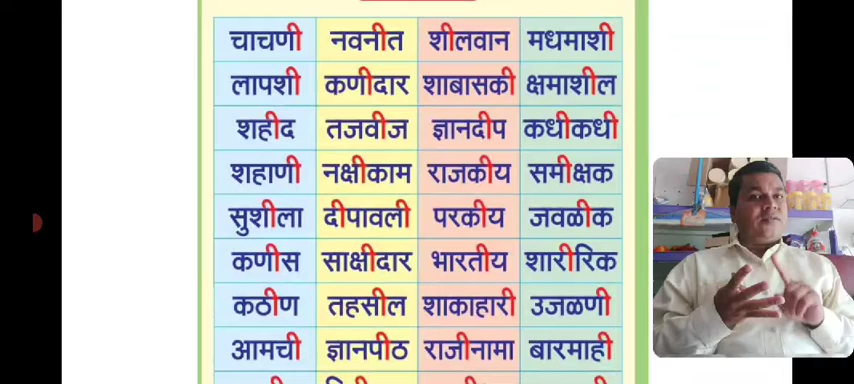 चाचणी नवनीत शीलवान मधमाशी
लापशी कणीदार शाबासकी क्षमाशील
शहीद तजवीज ज्ञानदीप कधीकधी
शहाणी नक्षीकाम राजकीय समीक्षक
सुशीला दीपावली परकीय जवळीक
कणीस साक्षीदार भारतीय शारीरिक
कठीण तहसील शाकाहारी उजळणी
आमची ज्ञानपीठ राजीनामा बारमाही